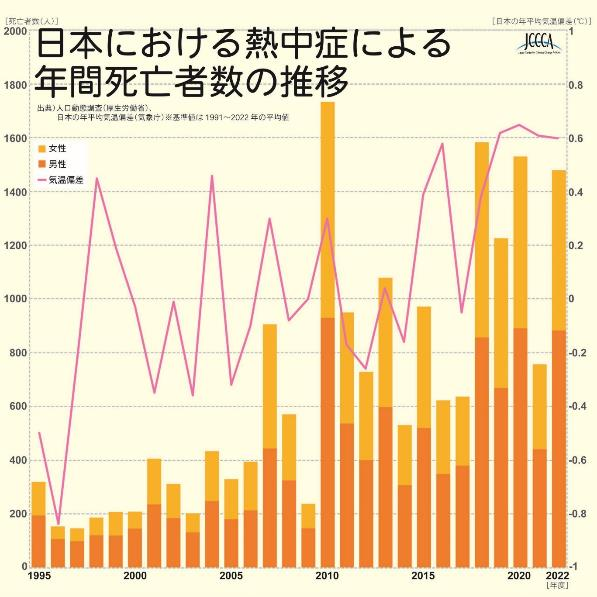 [死亡者数(人)]
[日本の年平均気温偏差(℃)]
日本における熱中症による
年間死亡者数の推移
JCCCA
出典)人口動態調査(厚生労働省)、
日本の年平均気温偏差(気象庁)※基準値は1991〜2022年の平均値
女性
男性
気温偏差
2000
1800
1600
1400
1200
1000
800
600
400
200
0
1
0.8
0.6
0.4
0.2
0
-0.2
-0.4
-0.6
-0.8
-1
1995 2000 2005 2010 2015 2020 2022
[年度]